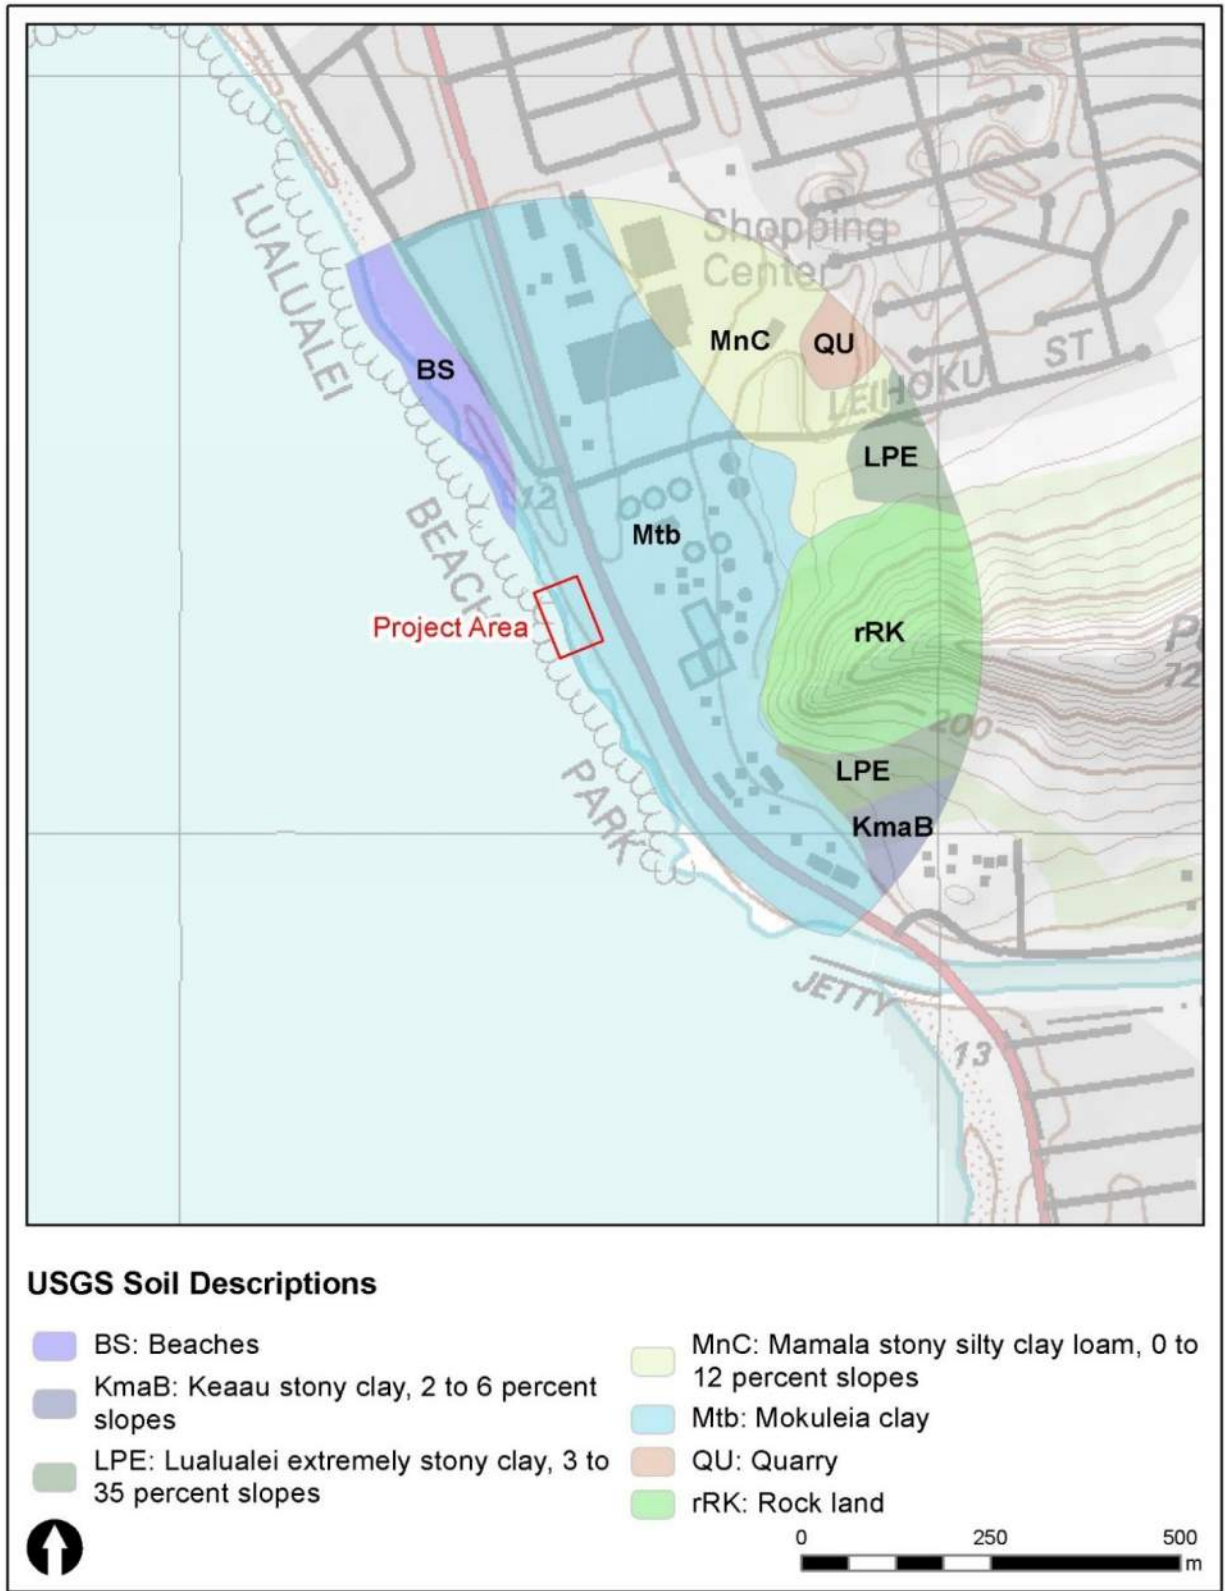 Shopping
Center
LUALUALEI
MnC
QU
ST
BS
LEIHOKU
LPE
12
Mtb
BEACH
Project Area
rRK
72
200
LPE
PARK
KmaB
JETTY
13
USGS Soil Descriptions
BS: Beaches
KmaB: Keaau stony clay, 2 to 6 percent
slopes
LPE: Lualualei extremely stony clay, 3 to
35 percent slopes
MnC: Mamala stony silty clay loam, 0 to
12 percent slopes
Mtb: Mokuleia clay
QU: Quarry
rRK: Rock land
0 250 500
m